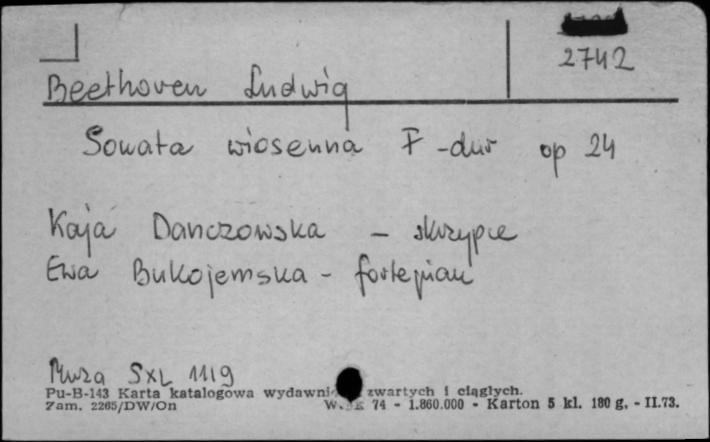 2742
Beethoven Ludwig
Sonata wiosenna F-dur op 24
Kaja Danczowska - skrzypce
Ewa Bukojemska - fortepian
Muza SXL 1119
Pu-B-143 Karta katalogowa wydawni zwartych i ciągłych.
Zam. 2265/DW/On 74 - 1.860.000 - Karton 5 kl. 180 g. - II.73.